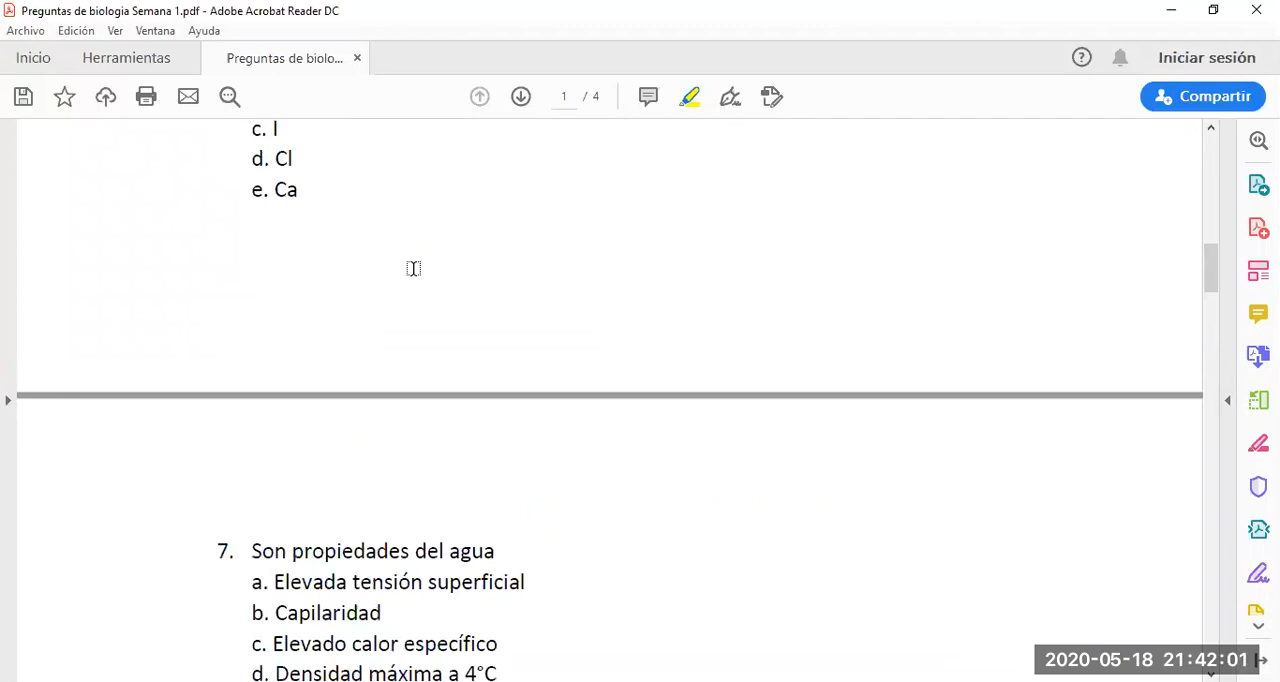 Preguntas de biologia Semana 1.pdf - Adobe Acrobat Reader DC
Archivo Edición Ver Ventana Ayuda
Inicio Herramientas Preguntas de biolo... × Iniciar sesión
1 / 4 Compartir
c. I
d. Cl
e. Ca
7. Son propiedades del agua
a. Elevada tensión superficial
b. Capilaridad
c. Elevado calor específico
d. Densidad máxima a 4°C
2020-05-18 21:42:01